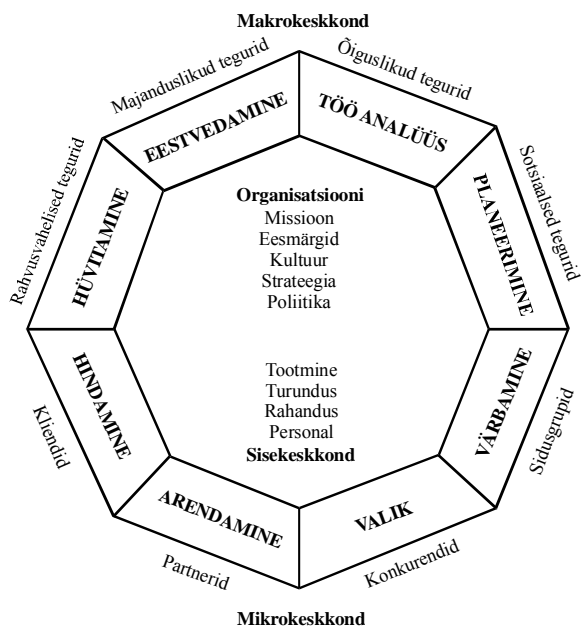 Makrokeskkond
Majanduslikud tegurid
Õiguslikud tegurid
EESTVEDAMINE
TÖÖ ANALÜÜS
Rahvusvahelised tegurid
Sotsiaalsed tegurid
HÜVITAMINE
PLANEERIMINE
Organisatsiooni
Missioon
Eesmärgid
Kultuur
Strateegia
Poliitika
Tootmine
Turundus
Rahandus
Personal
Sisekeskkond
HINDAMINE
VÄRBAMINE
Kliendid
Sidusgrupid
ARENDAMINE
VALIK
Partnerid
Konkurendid
Mikrokeskkond